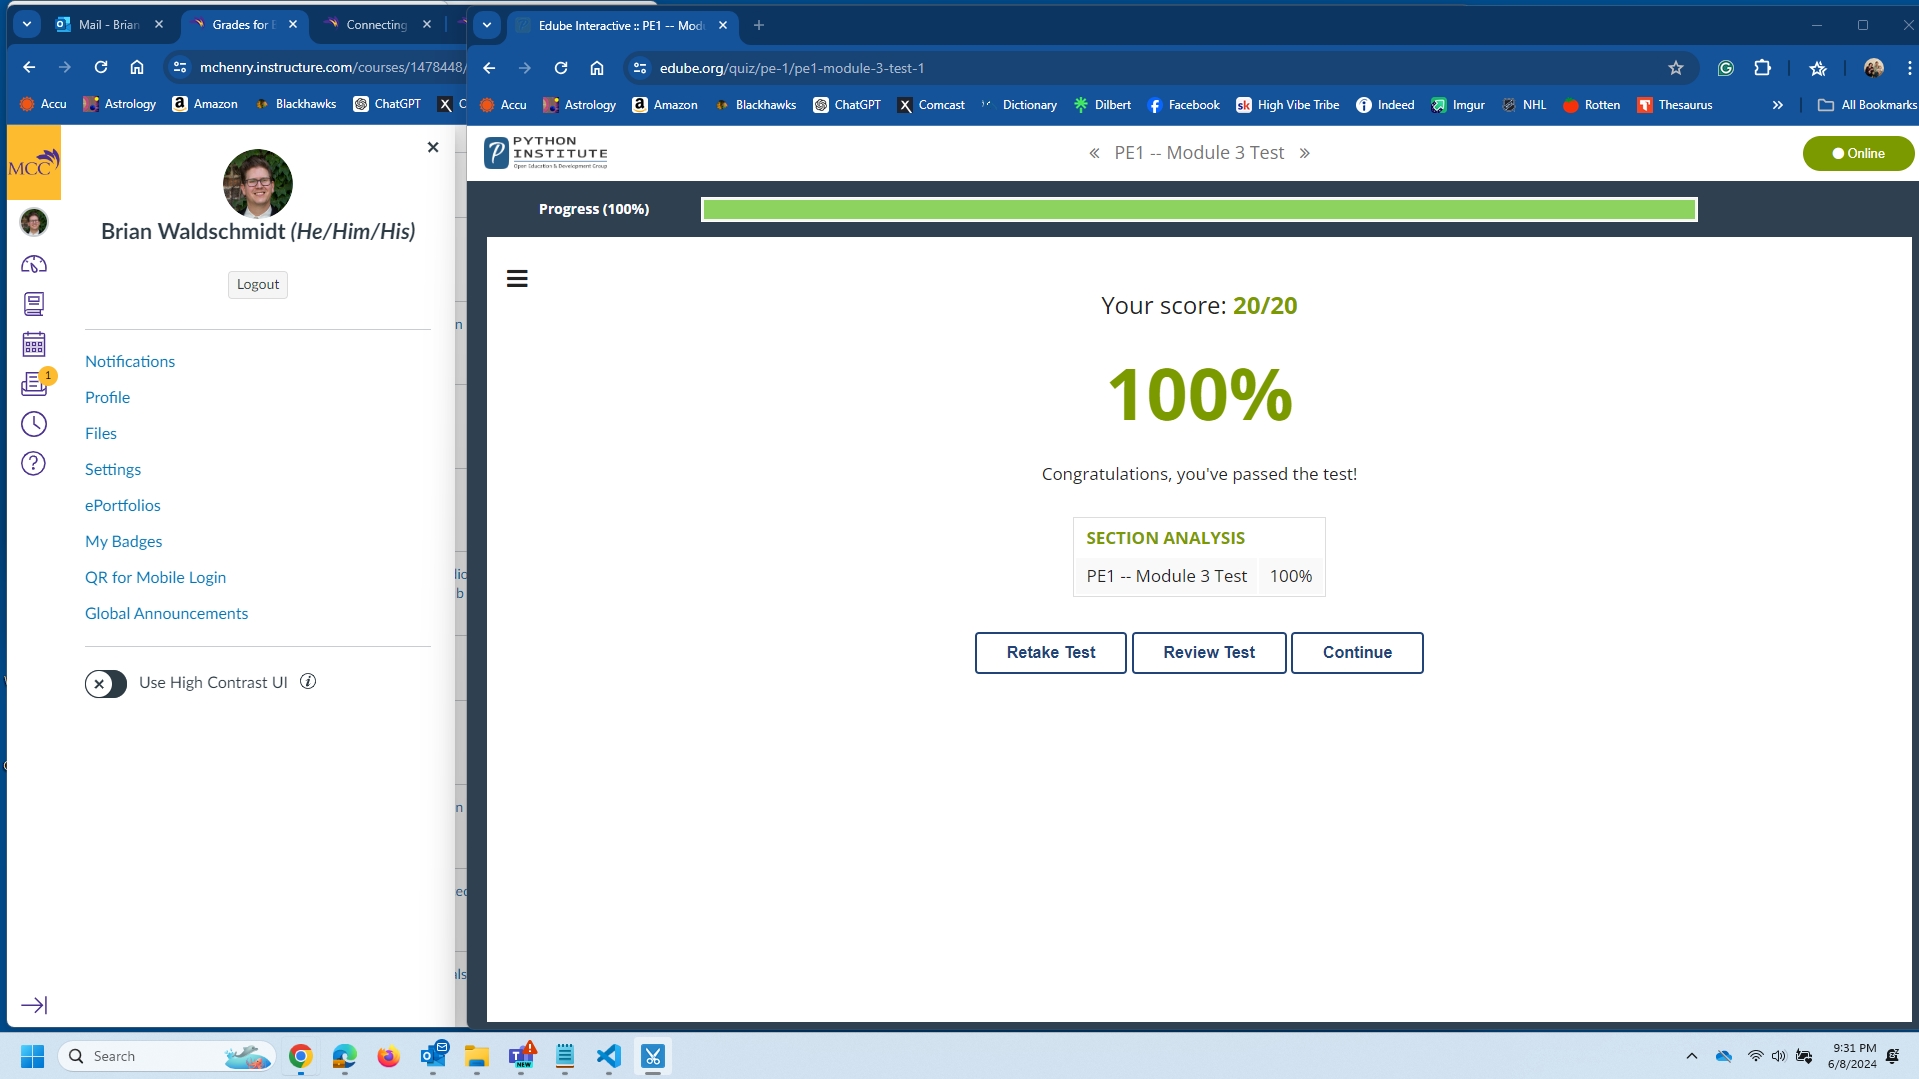 Mail - Brian
Grades for
Connecting
mchenry.instructure.com/courses/1478448/
Accu
Astrology
Amazon
Blackhawks
ChatGPT
MCC
Brian Waldschmidt (He/Him/His)
Logout
Notifications
Profile
Files
Settings
ePortfolios
My Badges
QR for Mobile Login
Global Announcements
Use High Contrast UI
1
Edube Interactive :: PE1 -- Mod
edube.org/quiz/pe-1/pe1-module-3-test-1
Accu
Astrology
Amazon
Blackhawks
ChatGPT
Comcast
Dictionary
Dilbert
Facebook
High Vibe Tribe
Indeed
Imgur
NHL
Rotten
Thesaurus
All Bookmarks
PYTHON
INSTITUTE
Open Education & Development Group
« PE1 -- Module 3 Test »
Online
Progress (100%)
Your score: 20/20
100%
Congratulations, you've passed the test!
SECTION ANALYSIS
PE1 -- Module 3 Test 100%
Retake Test
Review Test
Continue
Search
NEW
9:31 PM
6/8/2024